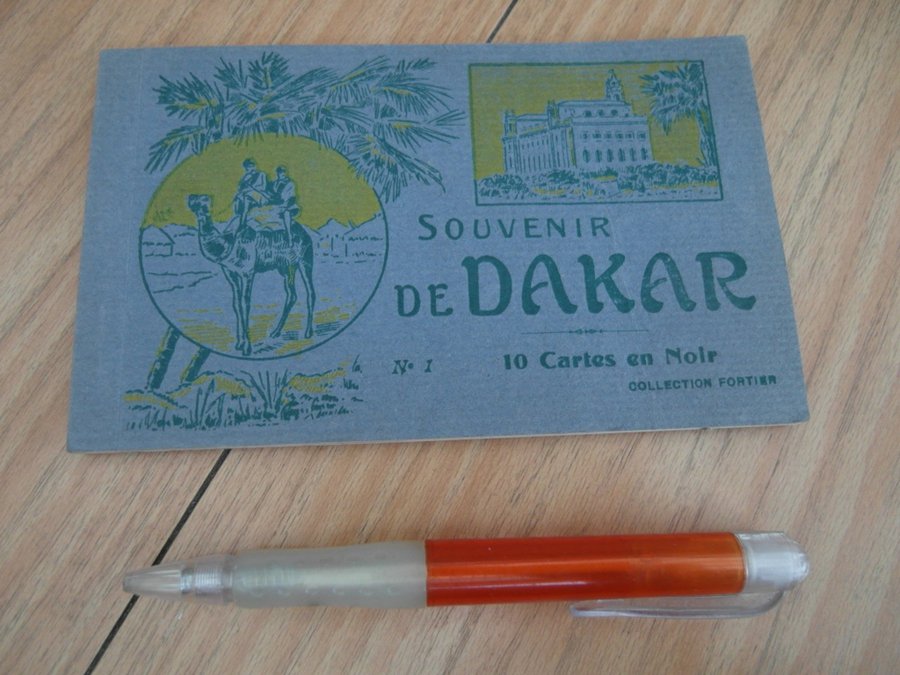 SOUVENIR
DE DAKAR
No 1
10 Cartes en Noir
COLLECTION FORTIER